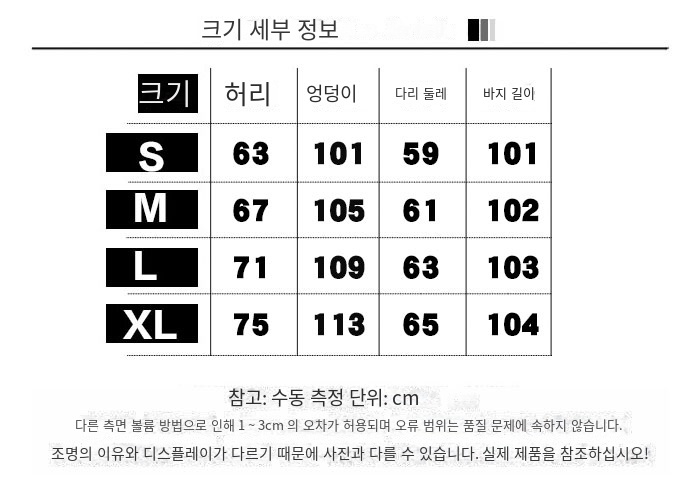 크기 세부 정보
크기 허리 엉덩이 다리 둘레 바지 길아
S 63 101 59 101
M 67 105 61 102
L 71 109 63 103
XL 75 113 65 104
참고: 수동 측정 단위: cm
다른 측면 볼륨 방법으로 인해 1 ~ 3cm 의 오차가 허용되며 오류 범위는 품질 문제에 속하지 않습니다.
조명의 이유와 디스플레이가 다르기 때문에 사진과 다를 수 있습니다. 실제 제품을 참조하십시오!